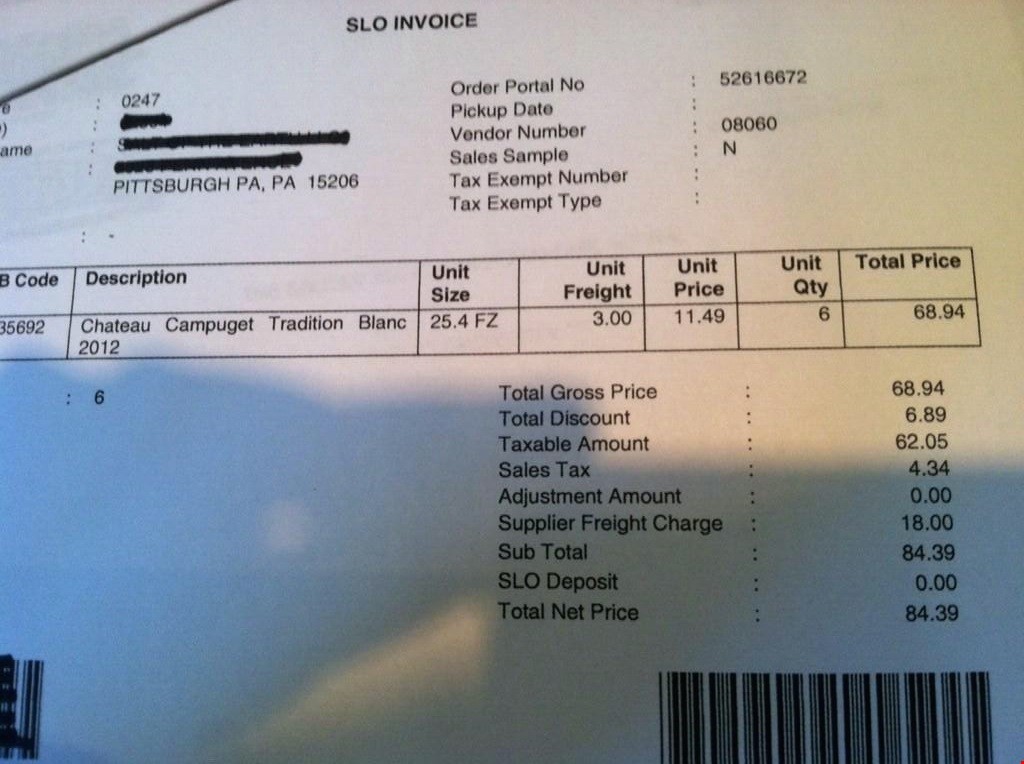 SLO INVOICE
: 0247
:
ame :
:
PITTSBURGH PA, PA 15206
: -
Order Portal No : 52616672
Pickup Date :
Vendor Number : 08060
Sales Sample : N
Tax Exempt Number :
Tax Exempt Type :
B Code Description Unit Size Unit Freight Unit Price Unit Qty Total Price
35692 Chateau Campuget Tradition Blanc 25.4 FZ 3.00 11.49 6 68.94
2012
: 6
Total Gross Price : 68.94
Total Discount : 6.89
Taxable Amount : 62.05
Sales Tax : 4.34
Adjustment Amount : 0.00
Supplier Freight Charge : 18.00
Sub Total : 84.39
SLO Deposit : 0.00
Total Net Price : 84.39